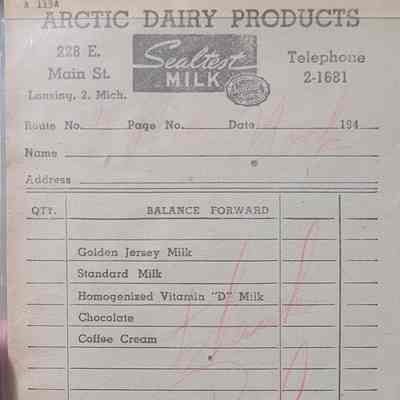 A 1194
ARCTIC DAIRY PRODUCTS
228 E. Main St.
Sealtest MILK
Telephone 2-1681
Lansing, 2, Mich.
Route No. Page No. Date 194
Name
Address
QTY. BALANCE FORWARD
Golden Jersey Milk
Standard Milk
Homogenized Vitamin "D" Milk
Chocolate
Coffee Cream